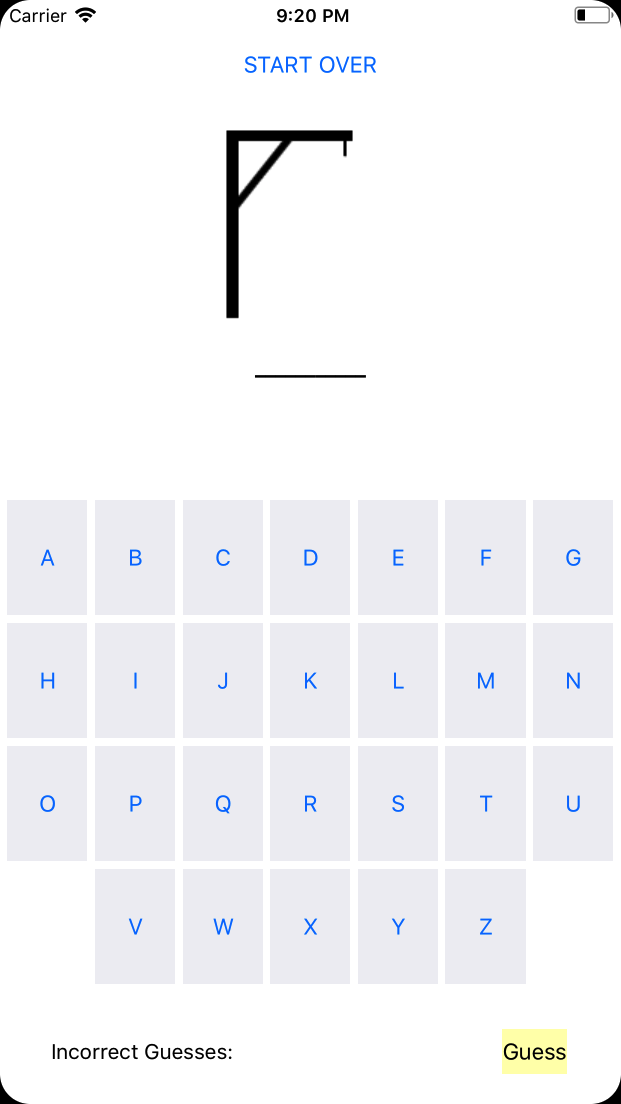 Carrier 9:20 PM
START OVER
A B C D E F G
H I J K L M N
O P Q R S T U
V W X Y Z
Incorrect Guesses: Guess